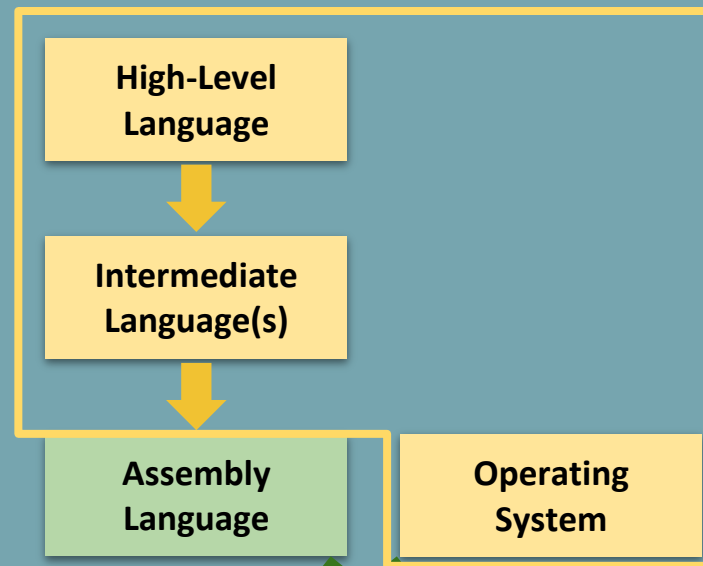 High-Level
Language
Intermediate
Language(s)
Assembly
Language
Operating
System